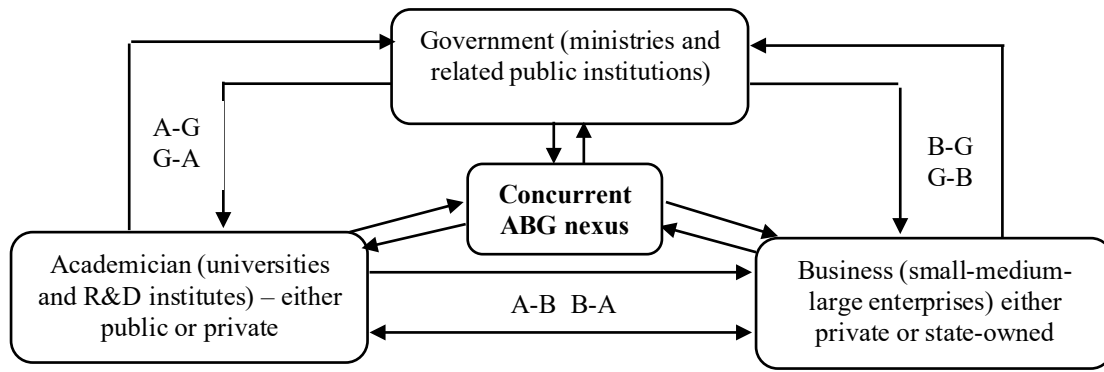 Government (ministries and
related public institutions)
A-G
G-A
B-G
G-B
Concurrent
ABG nexus
Academician (universities
and R&D institutes) – either
public or private
A-B B-A
Business (small-medium-
large enterprises) either
private or state-owned